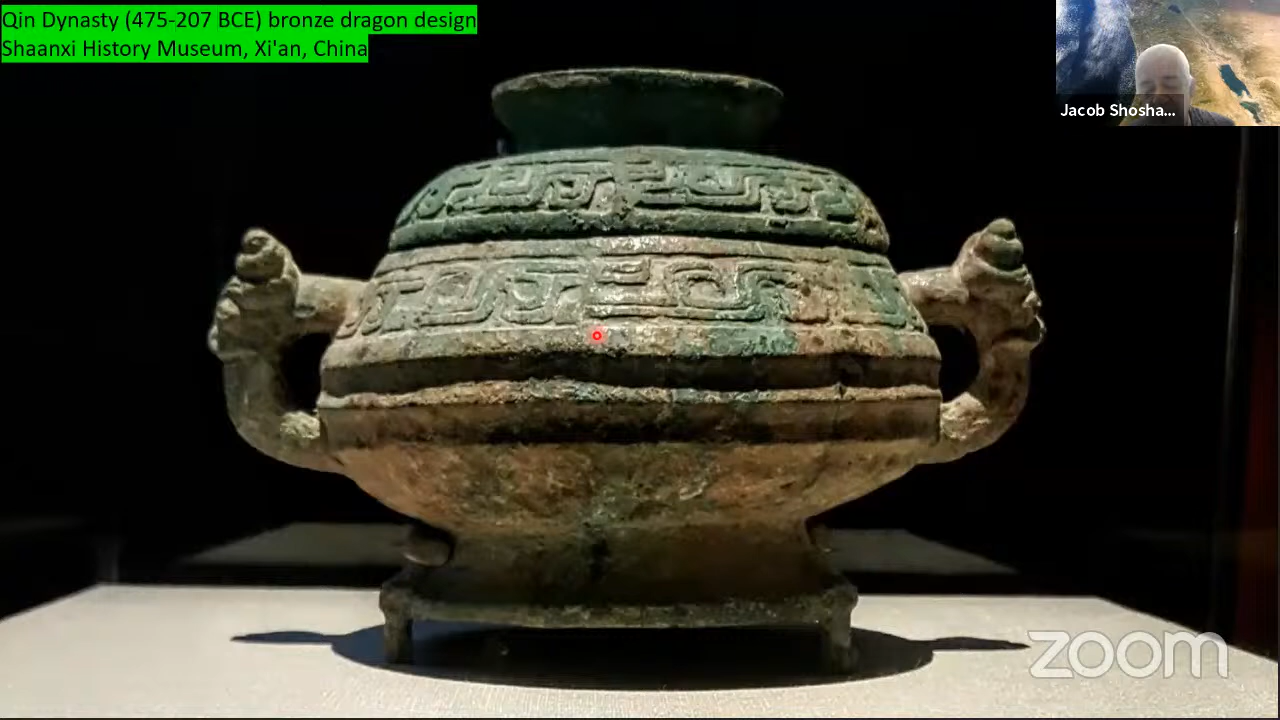 Qin Dynasty (475-207 BCE) bronze dragon design
Shaanxi History Museum, Xi'an, China
Jacob Shosha...
zoom